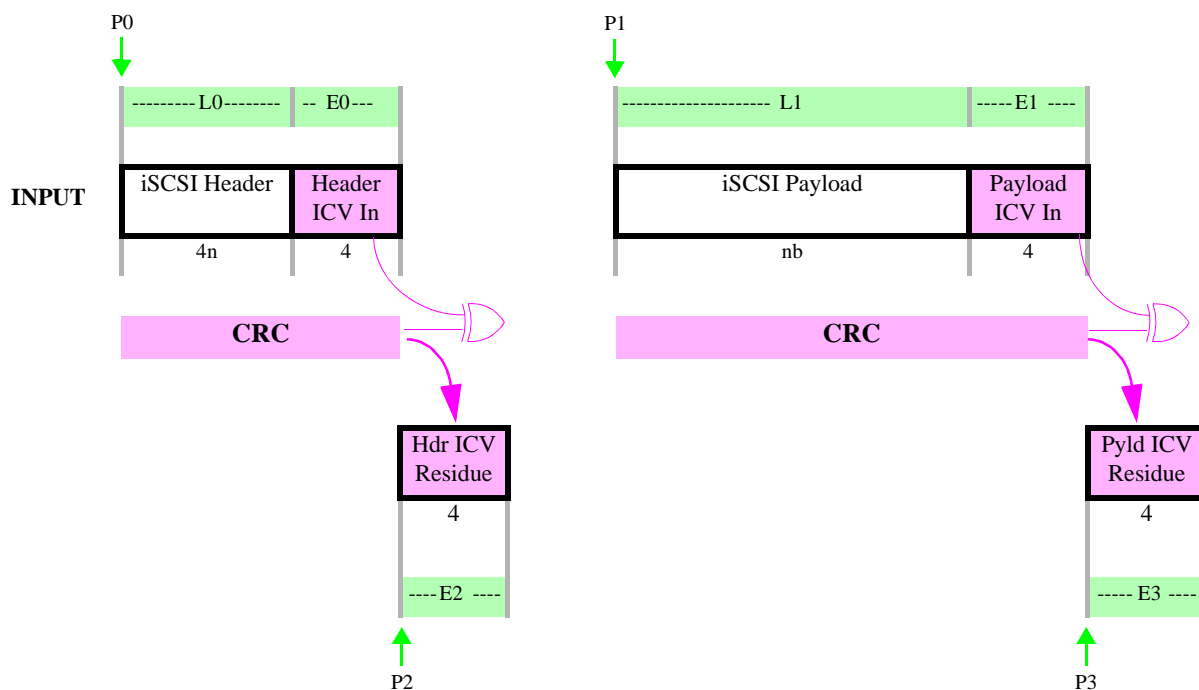 P0
P1
---------L0--------
-- E0---
--------------------- L1
-----E1 ----
INPUT
iSCSI Header
Header
ICV In
iSCSI Payload
Payload
ICV In
4n
4
nb
4
CRC
CRC
Hdr ICV
Residue
Pyld ICV
Residue
4
4
----E2 ----
----- E3 ----
P2
P3